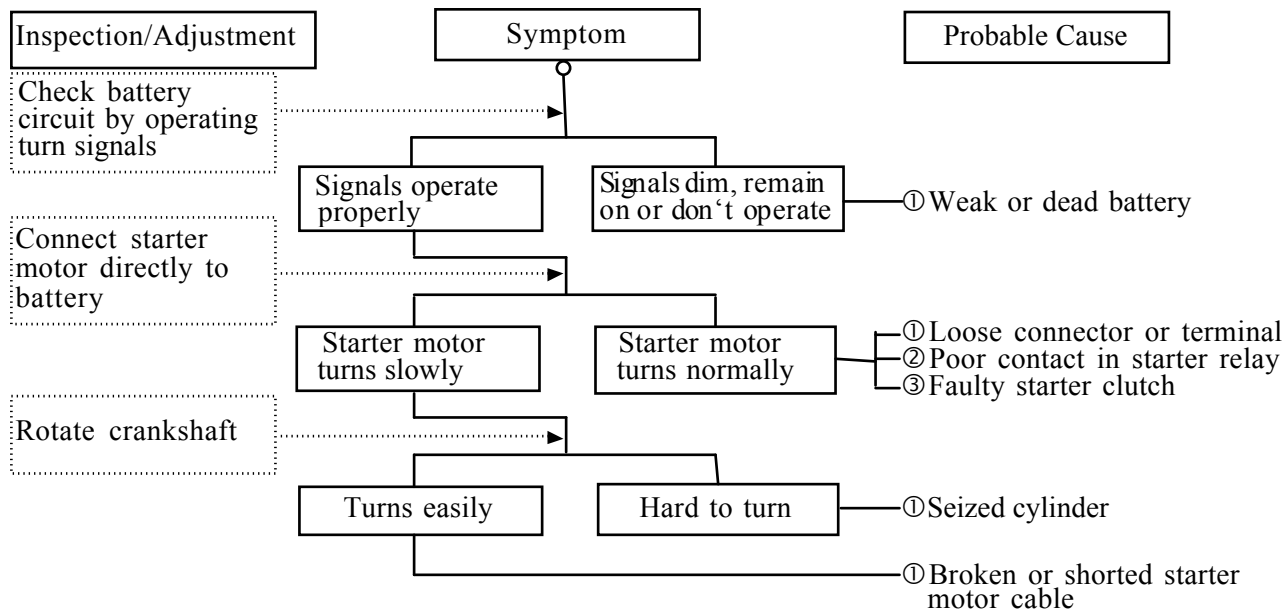 Inspection/Adjustment
Symptom
Probable Cause
Check battery
circuit by operating
turn signals
Signals operate
properly
Signals dim, remain
on or don‘t operate
①Weak or dead battery
Connect starter
motor directly to
battery
Starter motor
turns slowly
Starter motor
turns normally
①Loose connector or terminal
②Poor contact in starter relay
③Faulty starter clutch
Rotate crankshaft
Turns easily
Hard to turn
①Seized cylinder
①Broken or shorted starter
motor cable